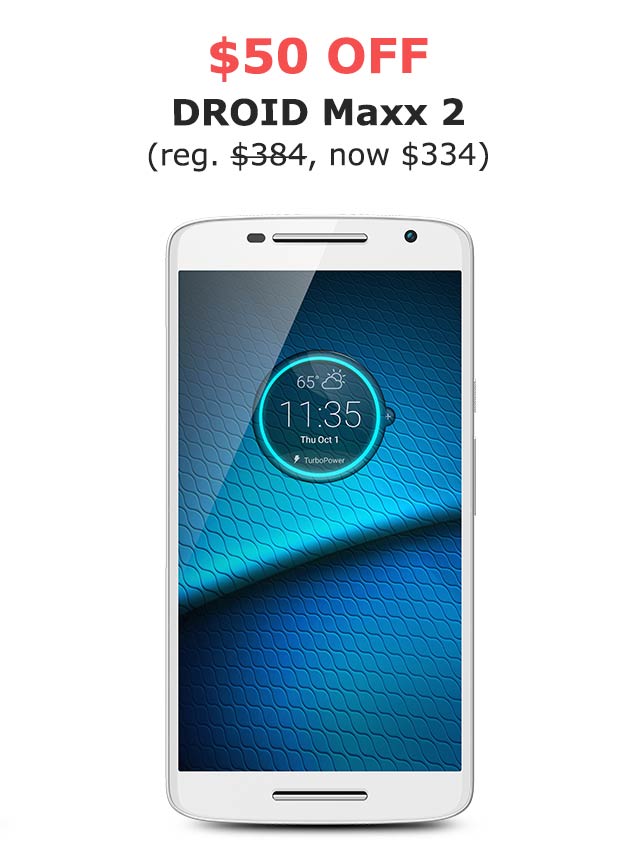 $50 OFF
DROID Maxx 2
(reg. $384, now $334)
65°
11:35
+
Thu Oct 1
TurboPower